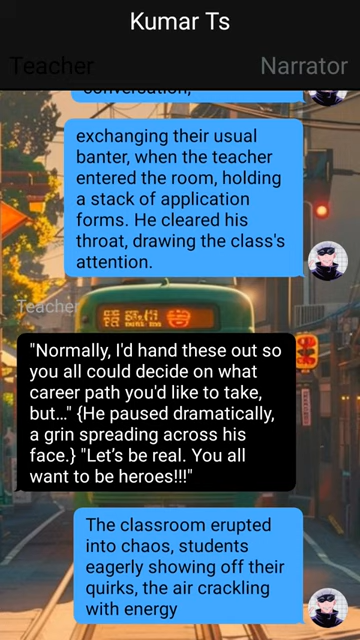 Kumar Ts
Teacher
Narrator
conversation,
exchanging their usual
banter, when the teacher
entered the room, holding
a stack of application
forms. He cleared his
throat, drawing the class's
attention.
Teacher
"Normally, I'd hand these out so
you all could decide on what
career path you'd like to take,
but…" {He paused dramatically,
a grin spreading across his
face.} "Let’s be real. You all
want to be heroes!!!"
The classroom erupted
into chaos, students
eagerly showing off their
quirks, the air crackling
with energy